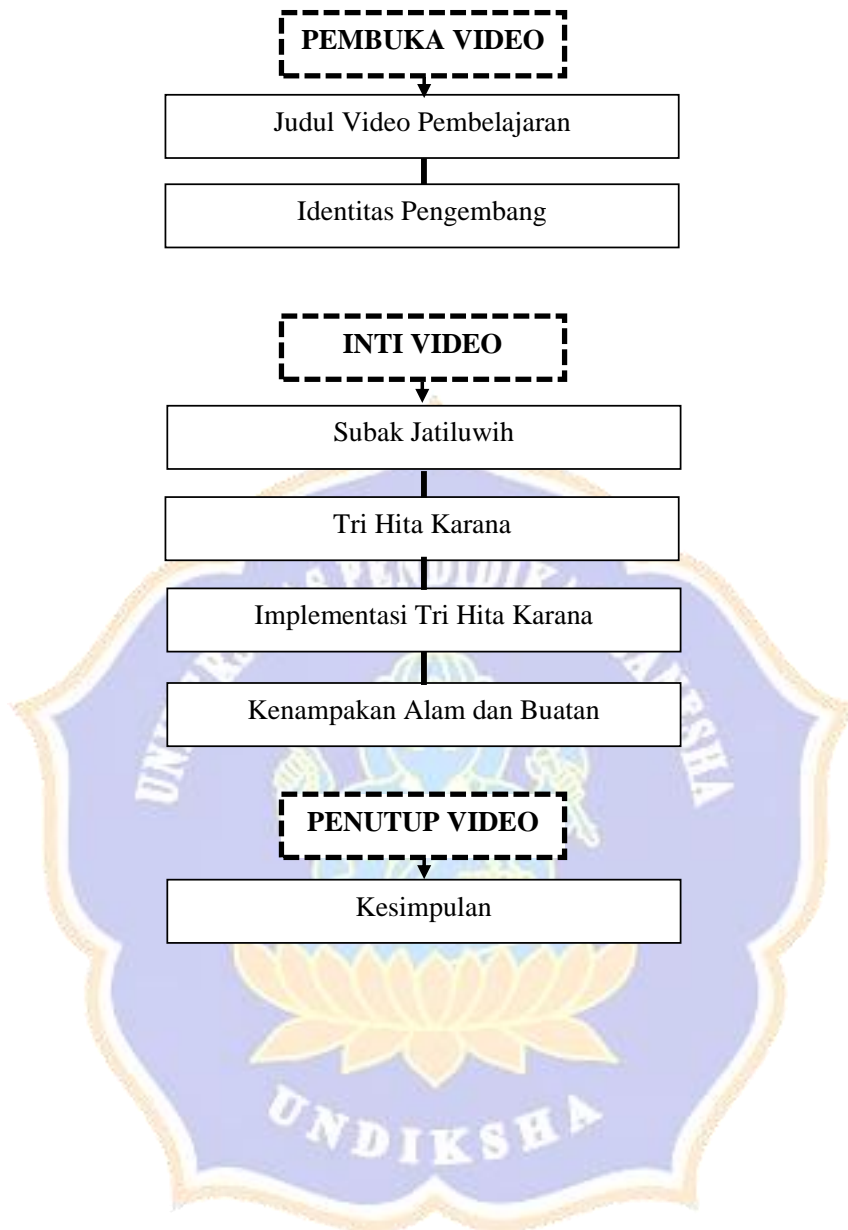 PEMBUKA VIDEO
Judul Video Pembelajaran
Identitas Pengembang
INTI VIDEO
Subak Jatiluwih
Tri Hita Karana
Implementasi Tri Hita Karana
Kenampakan Alam dan Buatan
PENUTUP VIDEO
Kesimpulan
UNDIKSHA